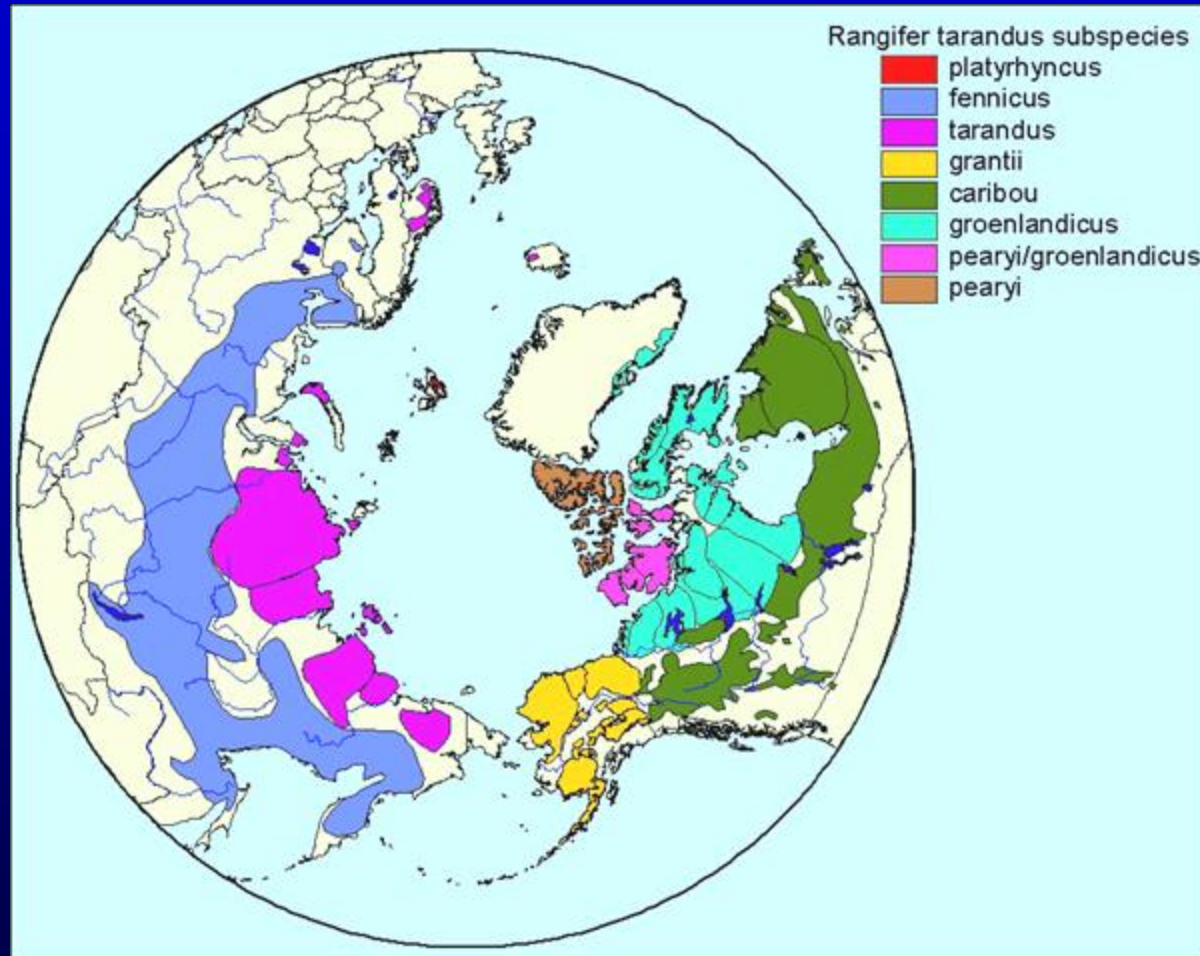 Rangifer tarandus subspecies
platyrhyncus
fennicus
tarandus
grantii
caribou
groenlandicus
pearyi/groenlandicus
pearyi